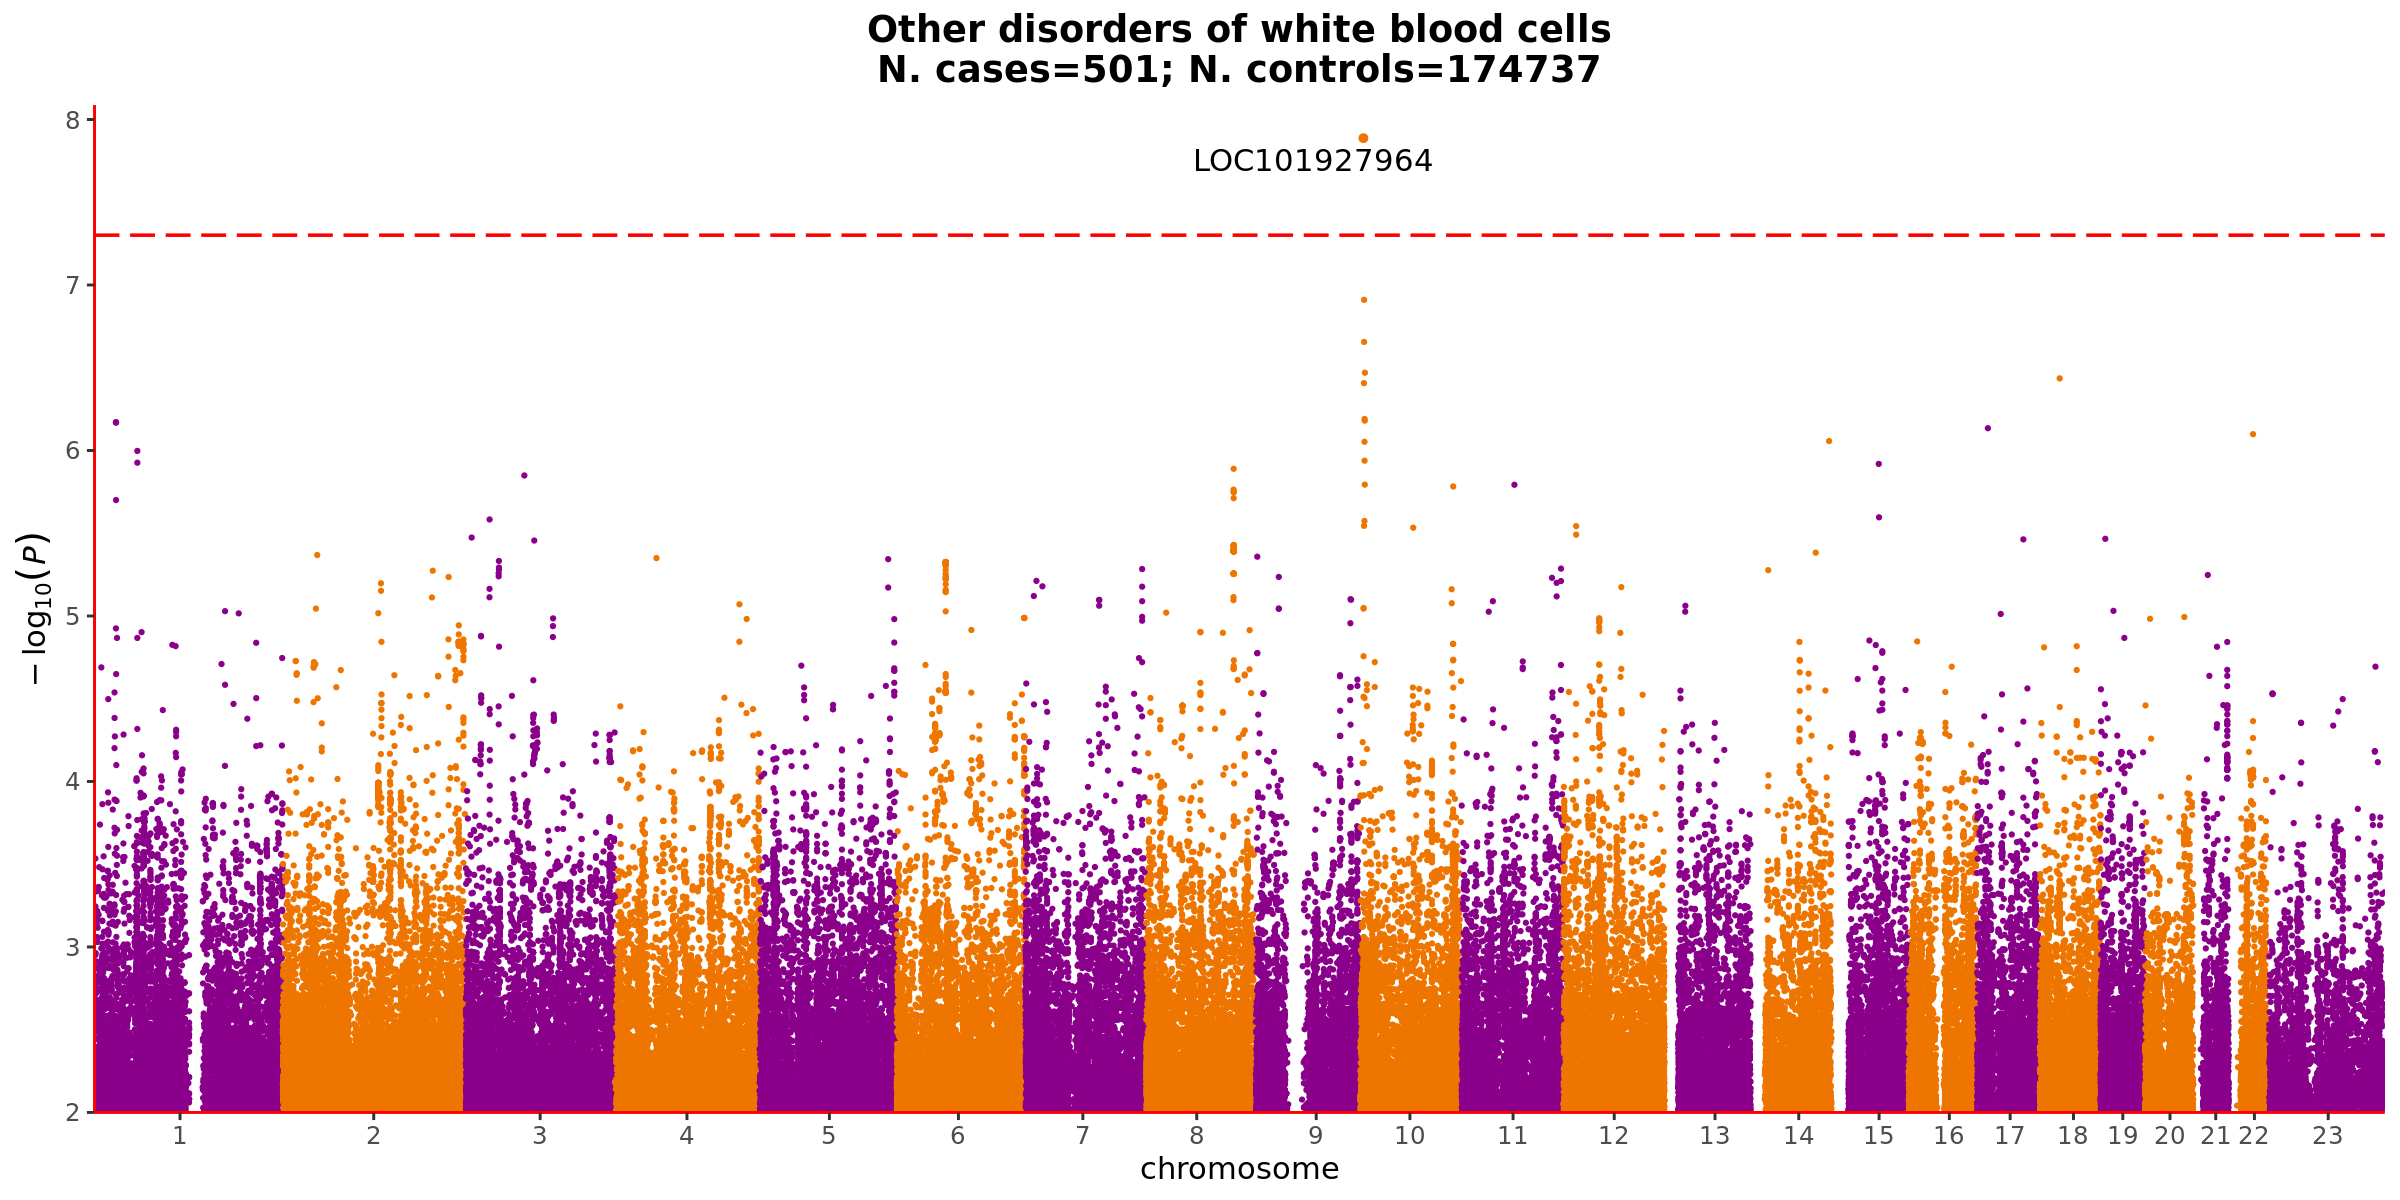 Other disorders of white blood cells
N. cases=501; N. controls=174737
8
LOC101927964
7
6
5
4
3
2
−log10(P)
1 2 3 4 5 6 7 8 9 10 11 12 13 14 15 16 17 18 19 20 21 22 23
chromosome